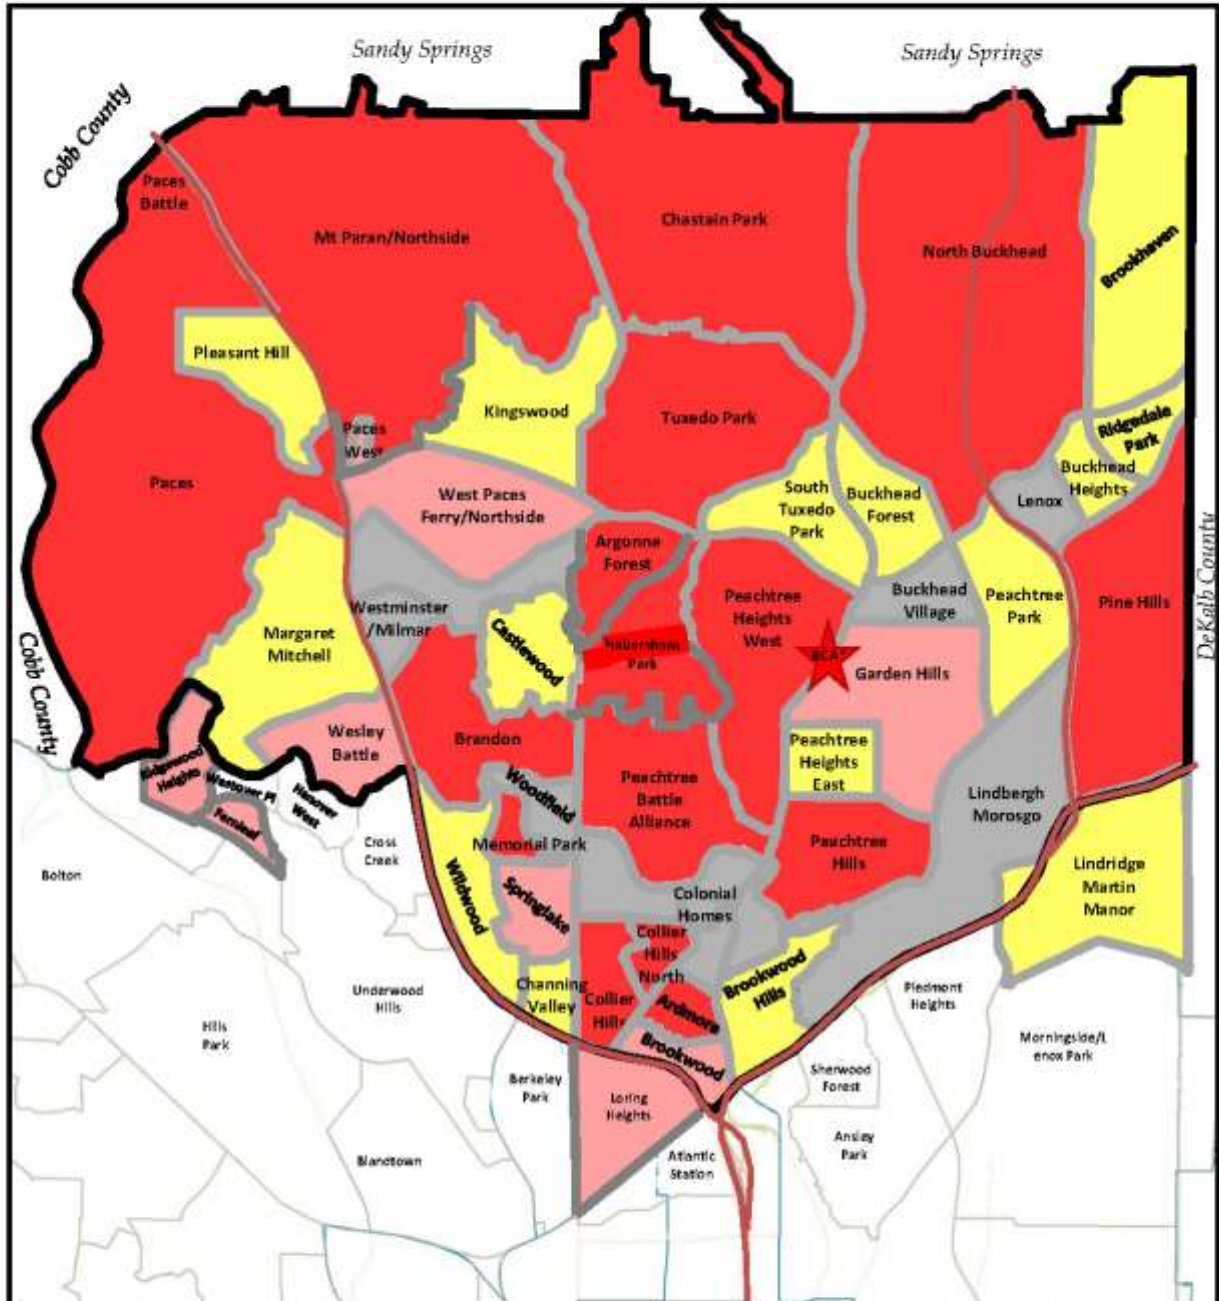 Sandy Springs
Sandy Springs
Cobb County
Paces
Battle
Mt Paran/Northside
Chastain Park
North Buckhead
Brookhaven
Pleasant Hill
Kingswood
Tuxedo Park
Ridgedale
Park
Paces
West
Buckhead
Heights
Paces
West Paces
Ferry/Northside
South
Tuxedo
Park
Buckhead
Forest
Lenox
Argonne
Forest
DeKalb County
Westminster
/Milmar
Peachtree
Heights
West
Buckhead
Village
Peachtree
Park
Pine Hills
Margaret
Mitchell
Castlewood
Habersham
Park
BCA
Garden Hills
Cobb County
Wesley
Battle
Brandon
Peachtree
Heights
East
Ridgewood
Heights
Westover Pl
Hanover
West
Woodfield
Peachtree
Battle
Alliance
Lindbergh
Morosgo
Fernleaf
Cross
Creek
Memorial Park
Peachtree
Hills
Bolton
Wildwood
Springlake
Colonial
Homes
Lindridge
Martin
Manor
Collier
Hills
North
Brookwood
Hills
Channing
Valley
Collier
Hills
Ardmore
Underwood
Hills
Piedmont
Heights
Hills
Park
Brookwood
Morningside/L
enox Park
Berkeley
Park
Loring
Heights
Sherwood
Forest
Blandtown
Atlantic
Station
Ansley
Park